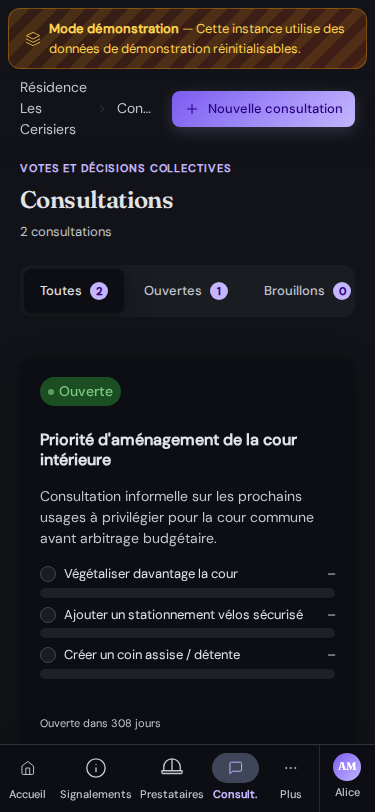 Mode démonstration — Cette instance utilise des
données de démonstration réinitialisables.
Résidence
Les
Cerisiers
Con...
Nouvelle consultation
VOTES ET DÉCISIONS COLLECTIVES
Consultations
2 consultations
Toutes 2
Ouvertes 1
Brouillons 0
Ouverte
Priorité d'aménagement de la cour
intérieure
Consultation informelle sur les prochains
usages à privilégier pour la cour commune
avant arbitrage budgétaire.
Végétaliser davantage la cour –
Ajouter un stationnement vélos sécurisé –
Créer un coin assise / détente –
Ouverte dans 308 jours
Accueil
Signalements
Prestataires
Consult.
Plus
AM
Alice